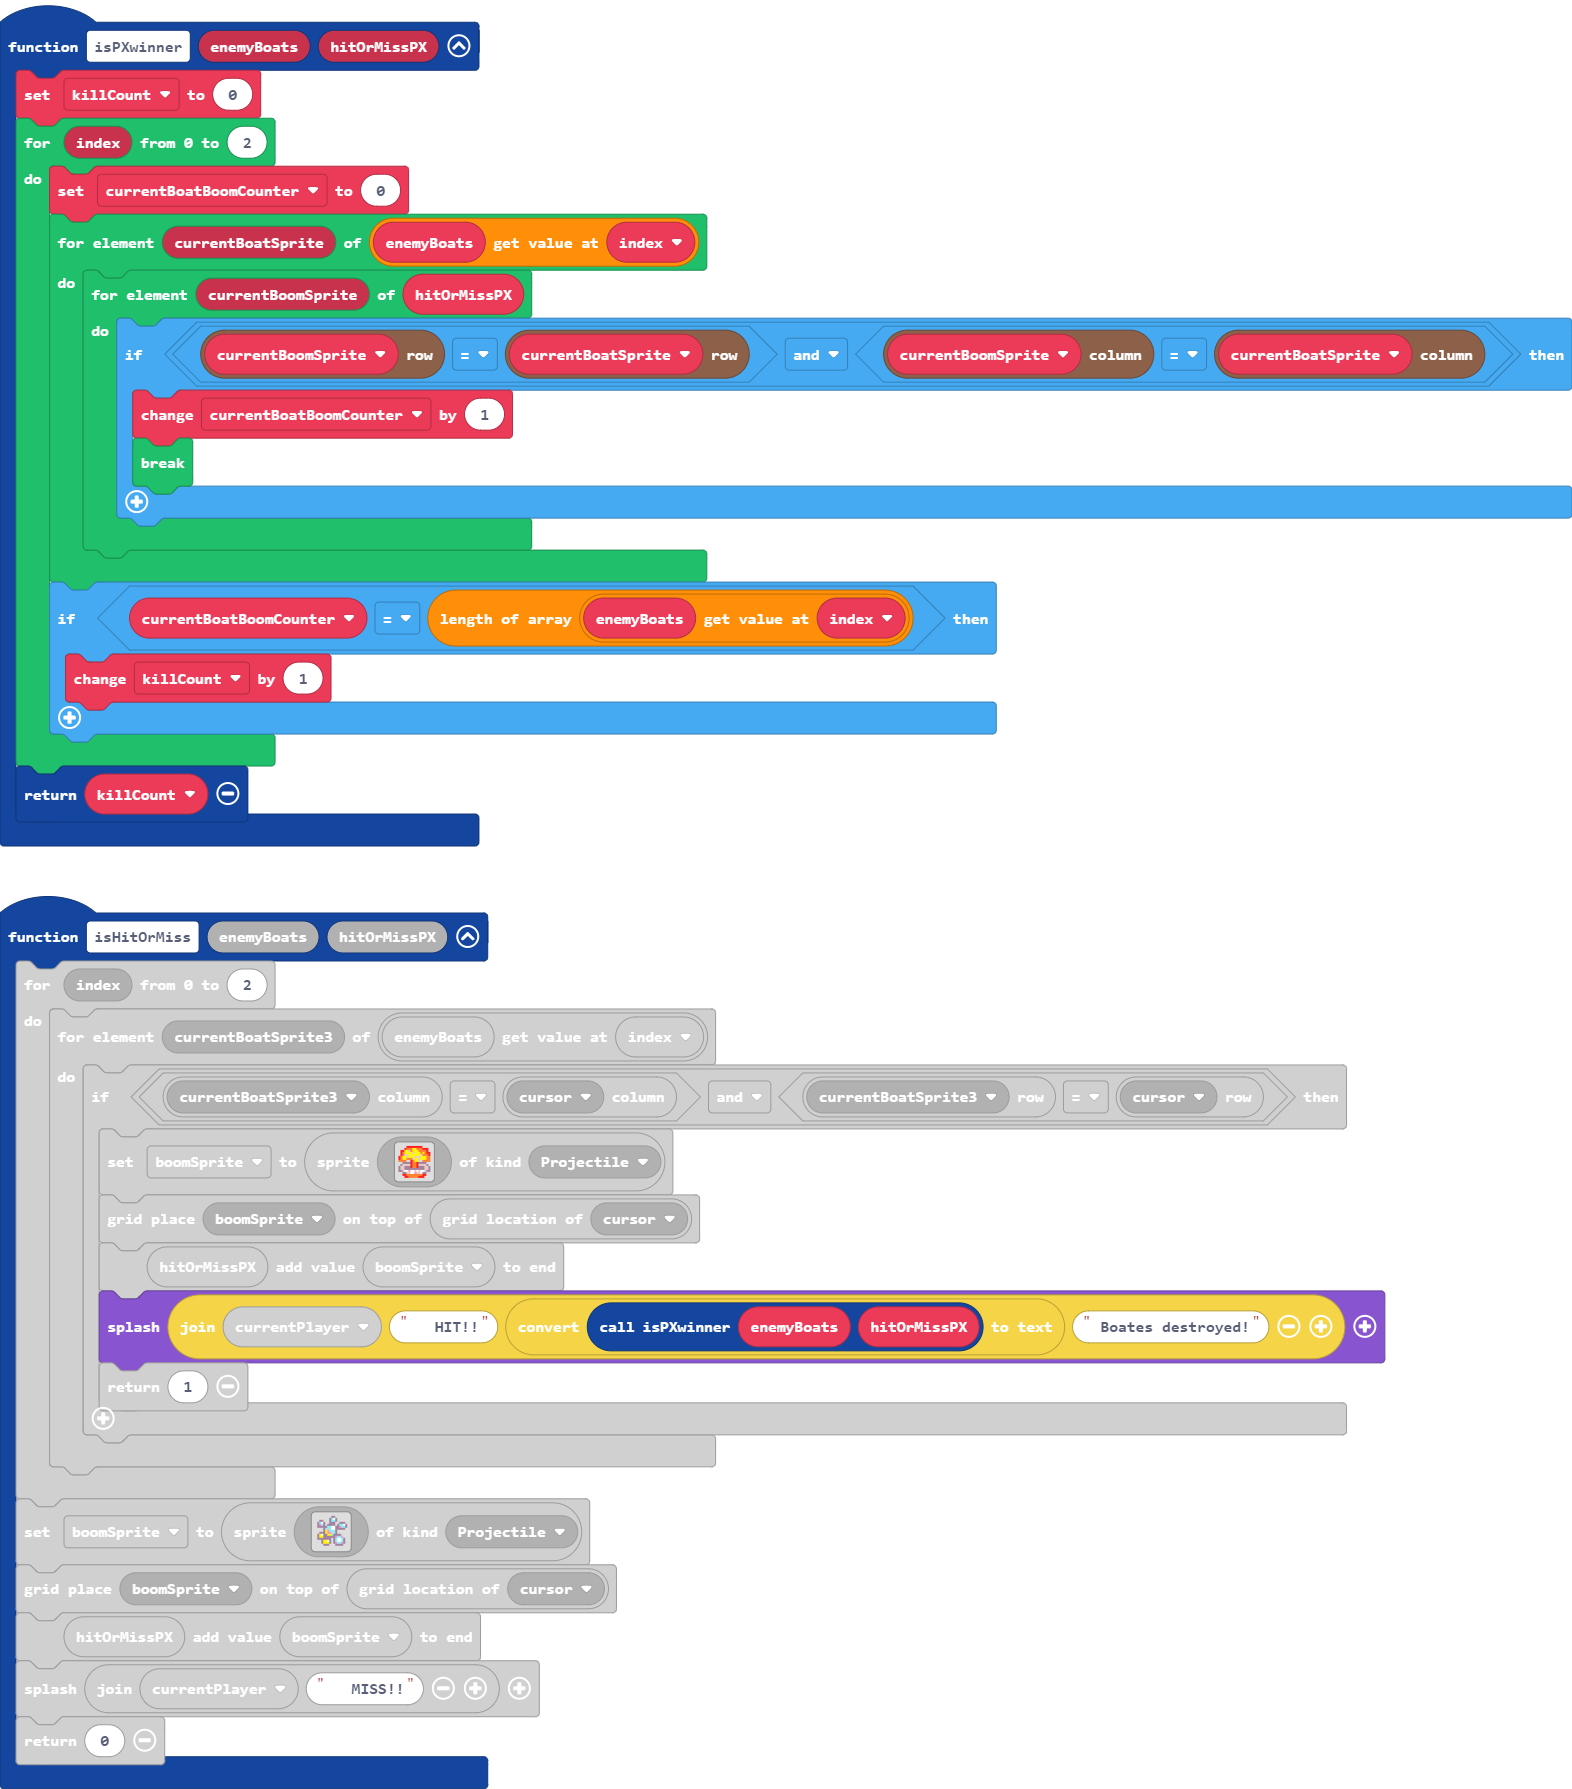 function isPXwinner enemyBoats hitOrMissPX
set killCount to 0
for index from 0 to 2
do
set currentBoatBoomCounter to 0
for element currentBoatSprite of enemyBoats get value at index
do
for element currentBoomSprite of hitOrMissPX
do
if currentBoomSprite row = currentBoatSprite row and currentBoomSprite column = currentBoatSprite column then
change currentBoatBoomCounter by 1
break
if currentBoatBoomCounter = length of array enemyBoats get value at index then
change killCount by 1
return killCount
function isHitOrMiss enemyBoats hitOrMissPX
for index from 0 to 2
do
for element currentBoatSprite3 of enemyBoats get value at index
do
if currentBoatSprite3 column = cursor column and currentBoatSprite3 row = cursor row then
set boomSprite to sprite of kind Projectile
grid place boomSprite on top of grid location of cursor
hitOrMissPX add value boomSprite to end
splash join currentPlayer " HIT!!" convert call isPXwinner enemyBoats hitOrMissPX to text " Boates destroyed!"
return 1
set boomSprite to sprite of kind Projectile
grid place boomSprite on top of grid location of cursor
hitOrMissPX add value boomSprite to end
splash join currentPlayer " MISS!!"
return 0